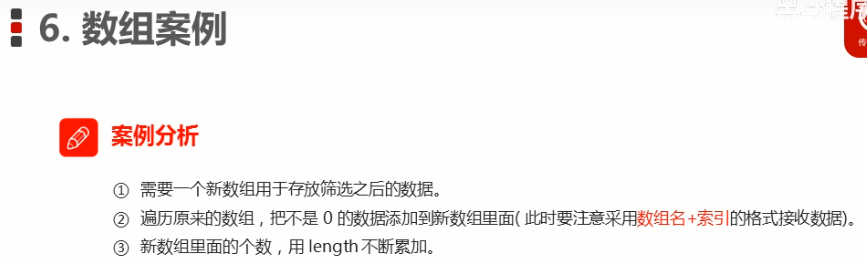 6. 数组案例
案例分析
① 需要一个新数组用于存放筛选之后的数据。
② 遍历原来的数组，把不是 0 的数据添加到新数组里面( 此时要注意采用数组名+索引的格式接收数据)。
③ 新数组里面的个数，用 length 不断累加。